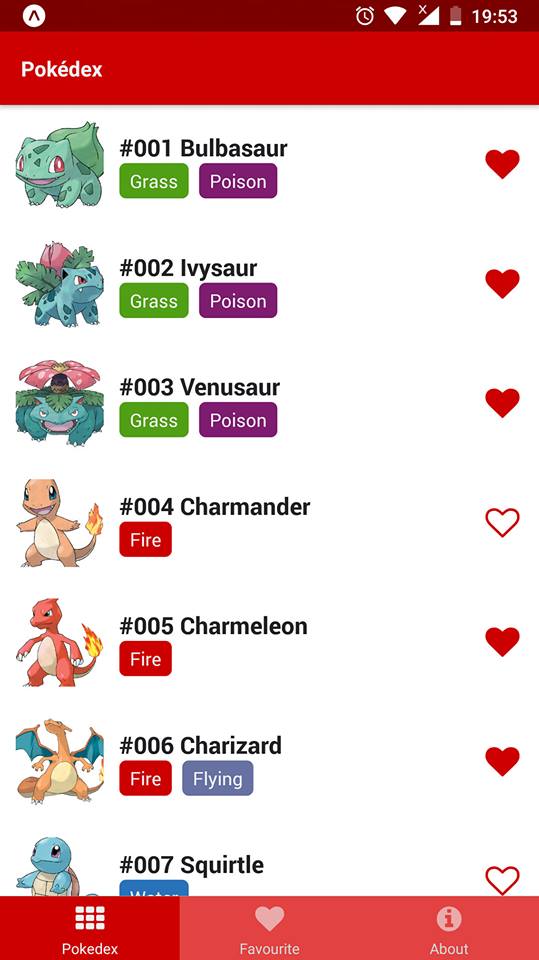 19:53
Pokédex
#001 Bulbasaur
Grass Poison
#002 Ivysaur
Grass Poison
#003 Venusaur
Grass Poison
#004 Charmander
Fire
#005 Charmeleon
Fire
#006 Charizard
Fire Flying
#007 Squirtle
Water
Pokedex Favourite About